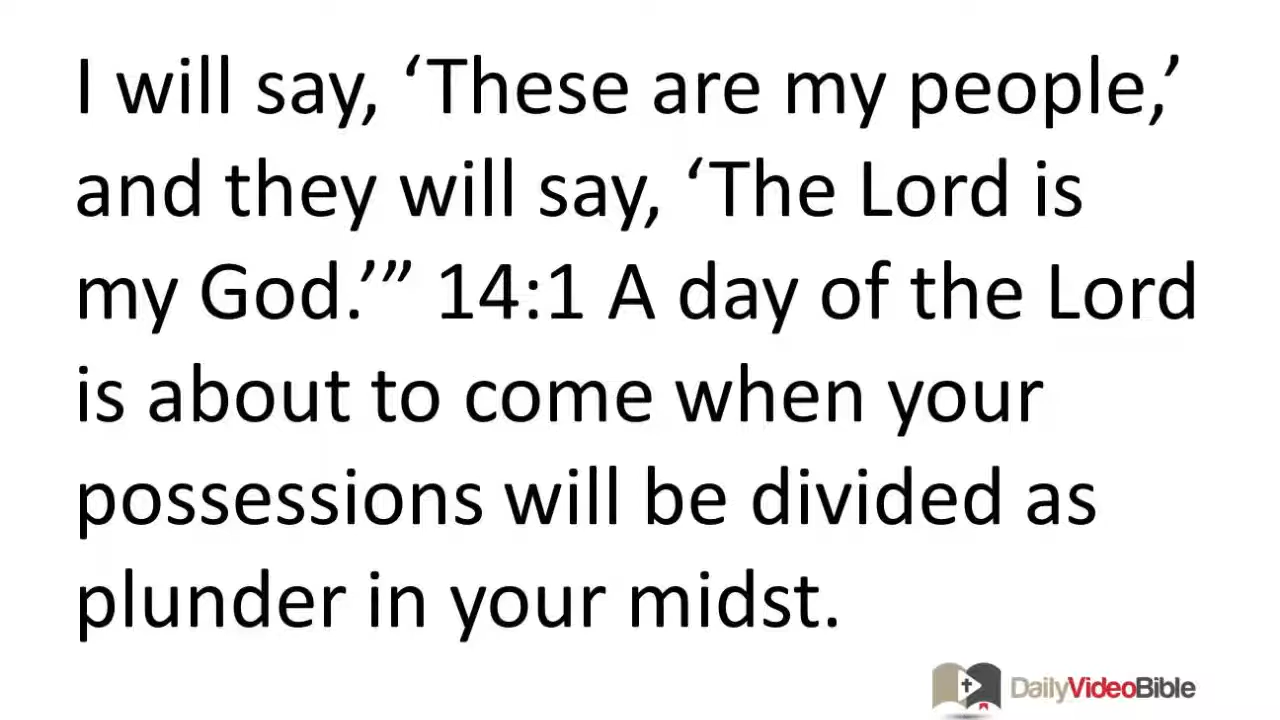 I will say, ‘These are my people,’
and they will say, ‘The Lord is
my God.’” 14:1 A day of the Lord
is about to come when your
possessions will be divided as
plunder in your midst.
DailyVideoBible